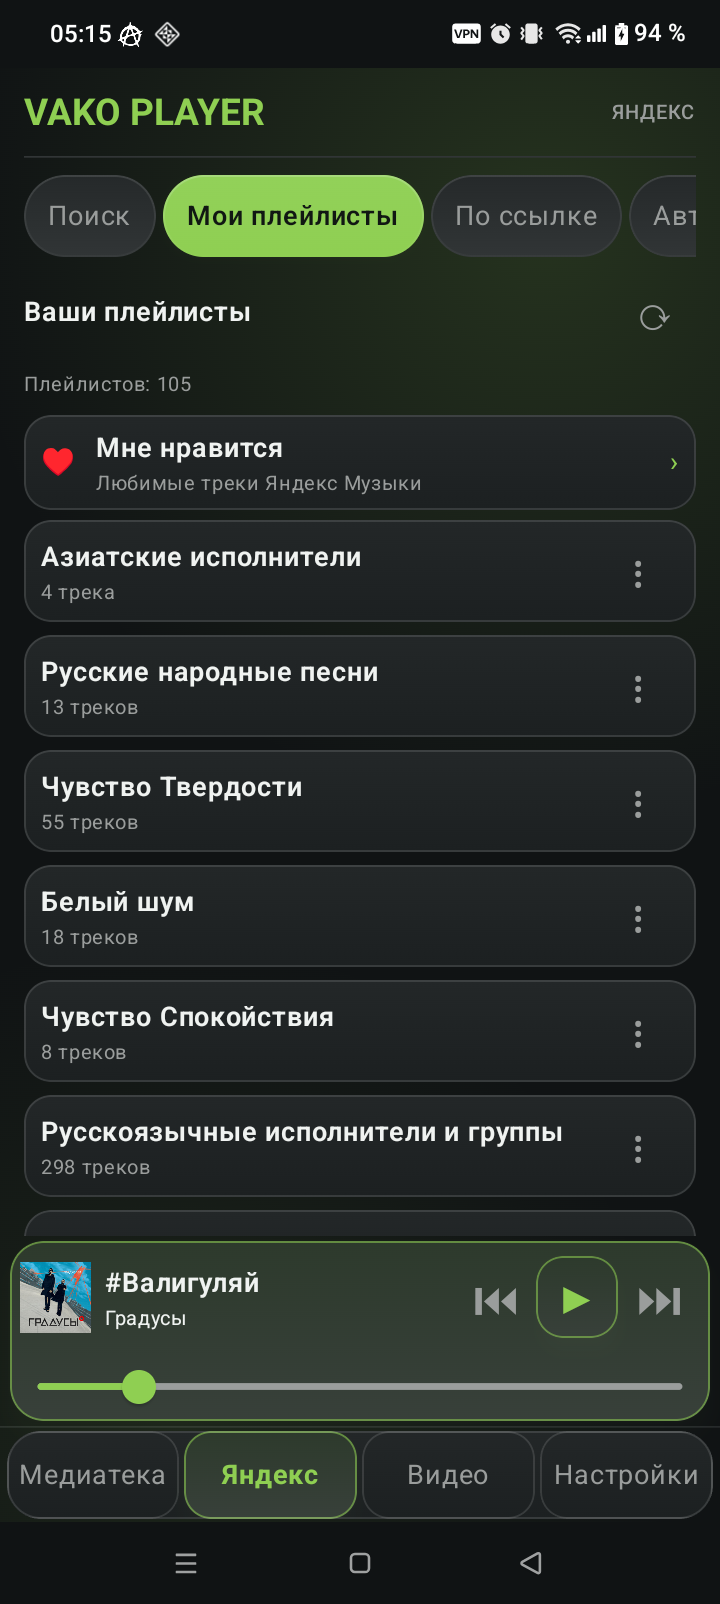 05:15
VPN
94 %
VAKO PLAYER
ЯНДЕКС
Поиск
Мои плейлисты
По ссылке
Авт
Ваши плейлисты
Плейлистов: 105
Мне нравится
Любимые треки Яндекс Музыки
Азиатские исполнители
4 трека
Русские народные песни
13 треков
Чувство Твердости
55 треков
Белый шум
18 треков
Чувство Спокойствия
8 треков
Русскоязычные исполнители и группы
298 треков
#Валигуляй
Градусы
ГРАДУСЫ
Медиатека
Яндекс
Видео
Настройки